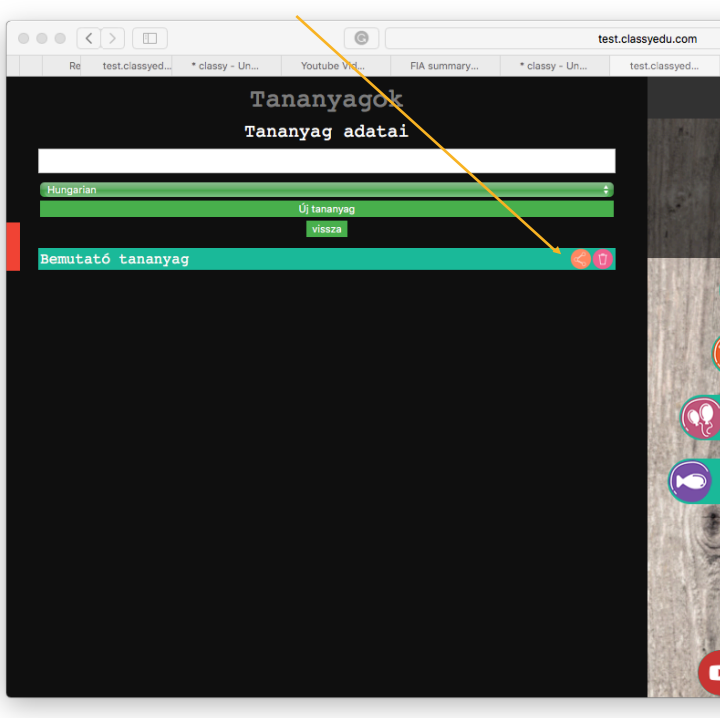 test.classyedu.com
Re test.classyed... * classy - Un... Youtube Vid... FIA summary... * classy - Un... test.classyed...
Tananyagok
Tananyag adatai
Hungarian
Új tananyag
vissza
Bemutató tananyag